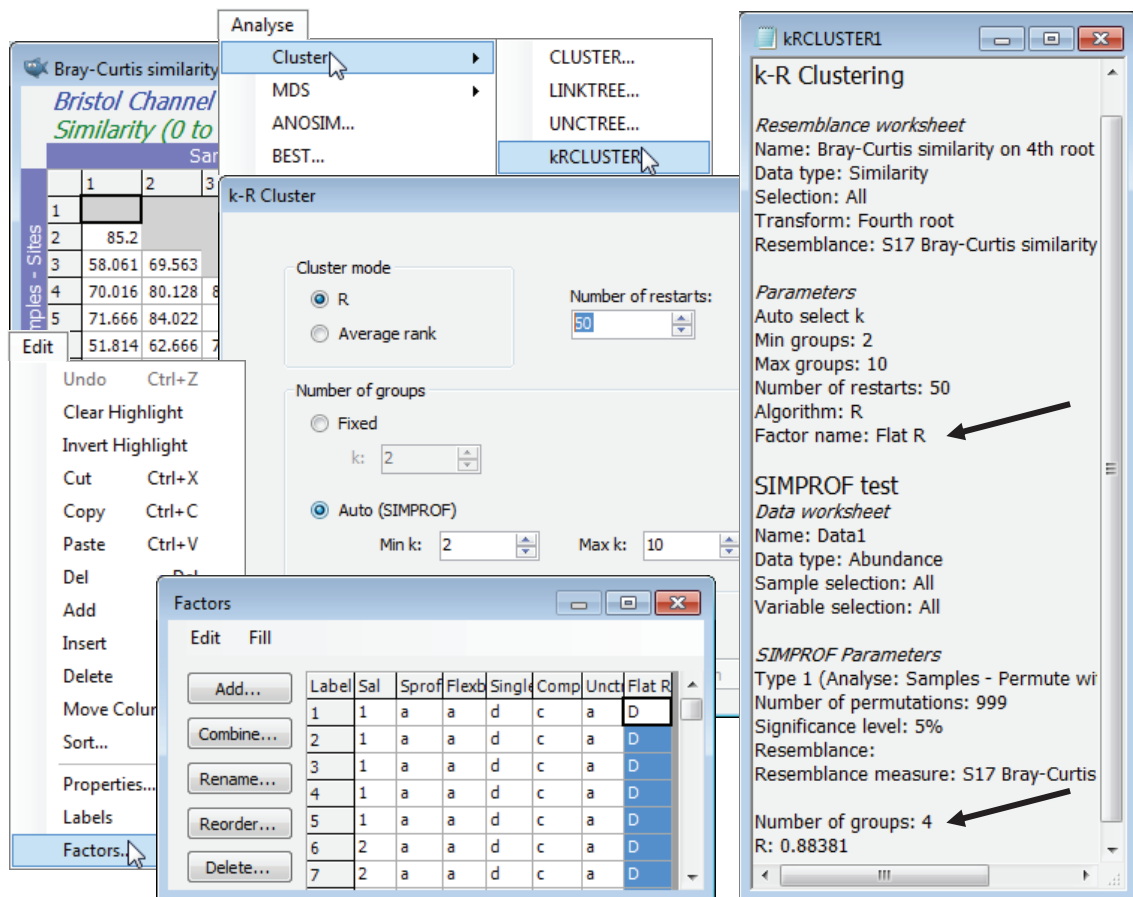 Analyse
Cluster
MDS
ANOSIM...
BEST...
CLUSTER...
LINKTREE...
UNCTREE...
kRCLUSTER
Bray-Curtis similarity
Bristol Channel
Similarity (0 to
Sar
1 2 3
1
2 85.2
3 58.061 69.563
4 70.016 80.128 8
5 71.666 84.022
51.814 62.666 7
mples - Sites
Edit
Undo Ctrl+Z
Clear Highlight
Invert Highlight
Cut Ctrl+X
Copy Ctrl+C
Paste Ctrl+V
Del
Add
Insert
Delete
Move Colur
Sort...
Properties...
Labels
Factors..
k-R Cluster
Cluster mode
R
Average rank
Number of restarts:
50
Number of groups
Fixed
k: 2
Auto (SIMPROF)
Min k: 2 Max k: 10
Factors
Edit Fill
Add...
Combine...
Rename...
Reorder...
Delete...
Label Sal Sprof Flexb Single Comp Unctr Flat R
1 1 a a d c a D
2 1 a a d c a D
3 1 a a d c a D
4 1 a a d c a D
5 1 a a d c a D
6 2 a a d c a D
7 2 a a d c a D
kRCLUSTER1
k-R Clustering
Resemblance worksheet
Name: Bray-Curtis similarity on 4th root
Data type: Similarity
Selection: All
Transform: Fourth root
Resemblance: S17 Bray-Curtis similarity
Parameters
Auto select k
Min groups: 2
Max groups: 10
Number of restarts: 50
Algorithm: R
Factor name: Flat R
SIMPROF test
Data worksheet
Name: Data1
Data type: Abundance
Sample selection: All
Variable selection: All
SIMPROF Parameters
Type 1 (Analyse: Samples - Permute wi
Number of permutations: 999
Significance level: 5%
Resemblance:
Resemblance measure: S17 Bray-Curtis
Number of groups: 4
R: 0.88381